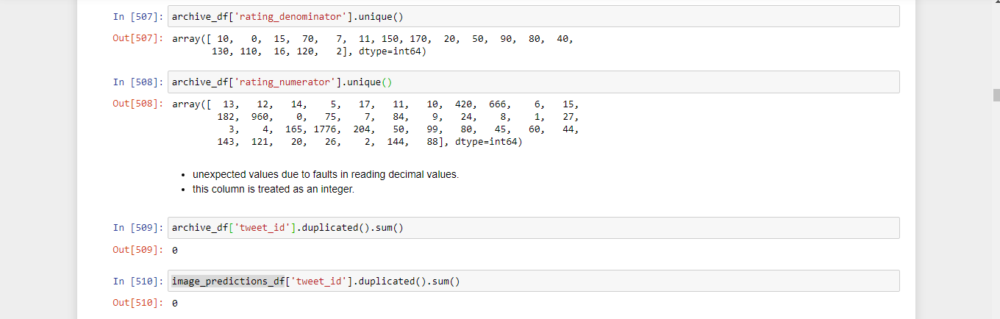 In [507]: archive_df['rating_denominator'].unique()
Out[507]: array([ 10,   0,  15,  70,   7,  11, 150, 170,  20,  50,  90,  80,  40,
       130, 110,  16, 120,   2], dtype=int64)
In [508]: archive_df['rating_numerator'].unique()
Out[508]: array([  13,   12,   14,    5,   17,   11,   10,  420,  666,    6,   15,
        182,  960,    0,   75,    7,   84,    9,   24,    8,    1,   27,
          3,    4,  165, 1776,  204,   50,   99,   80,   45,   60,   44,
        143,  121,   20,   26,    2,  144,   88], dtype=int64)
• unexpected values due to faults in reading decimal values.
• this column is treated as an integer.
In [509]: archive_df['tweet_id'].duplicated().sum()
Out[509]: 0
In [510]: image_predictions_df['tweet_id'].duplicated().sum()
Out[510]: 0